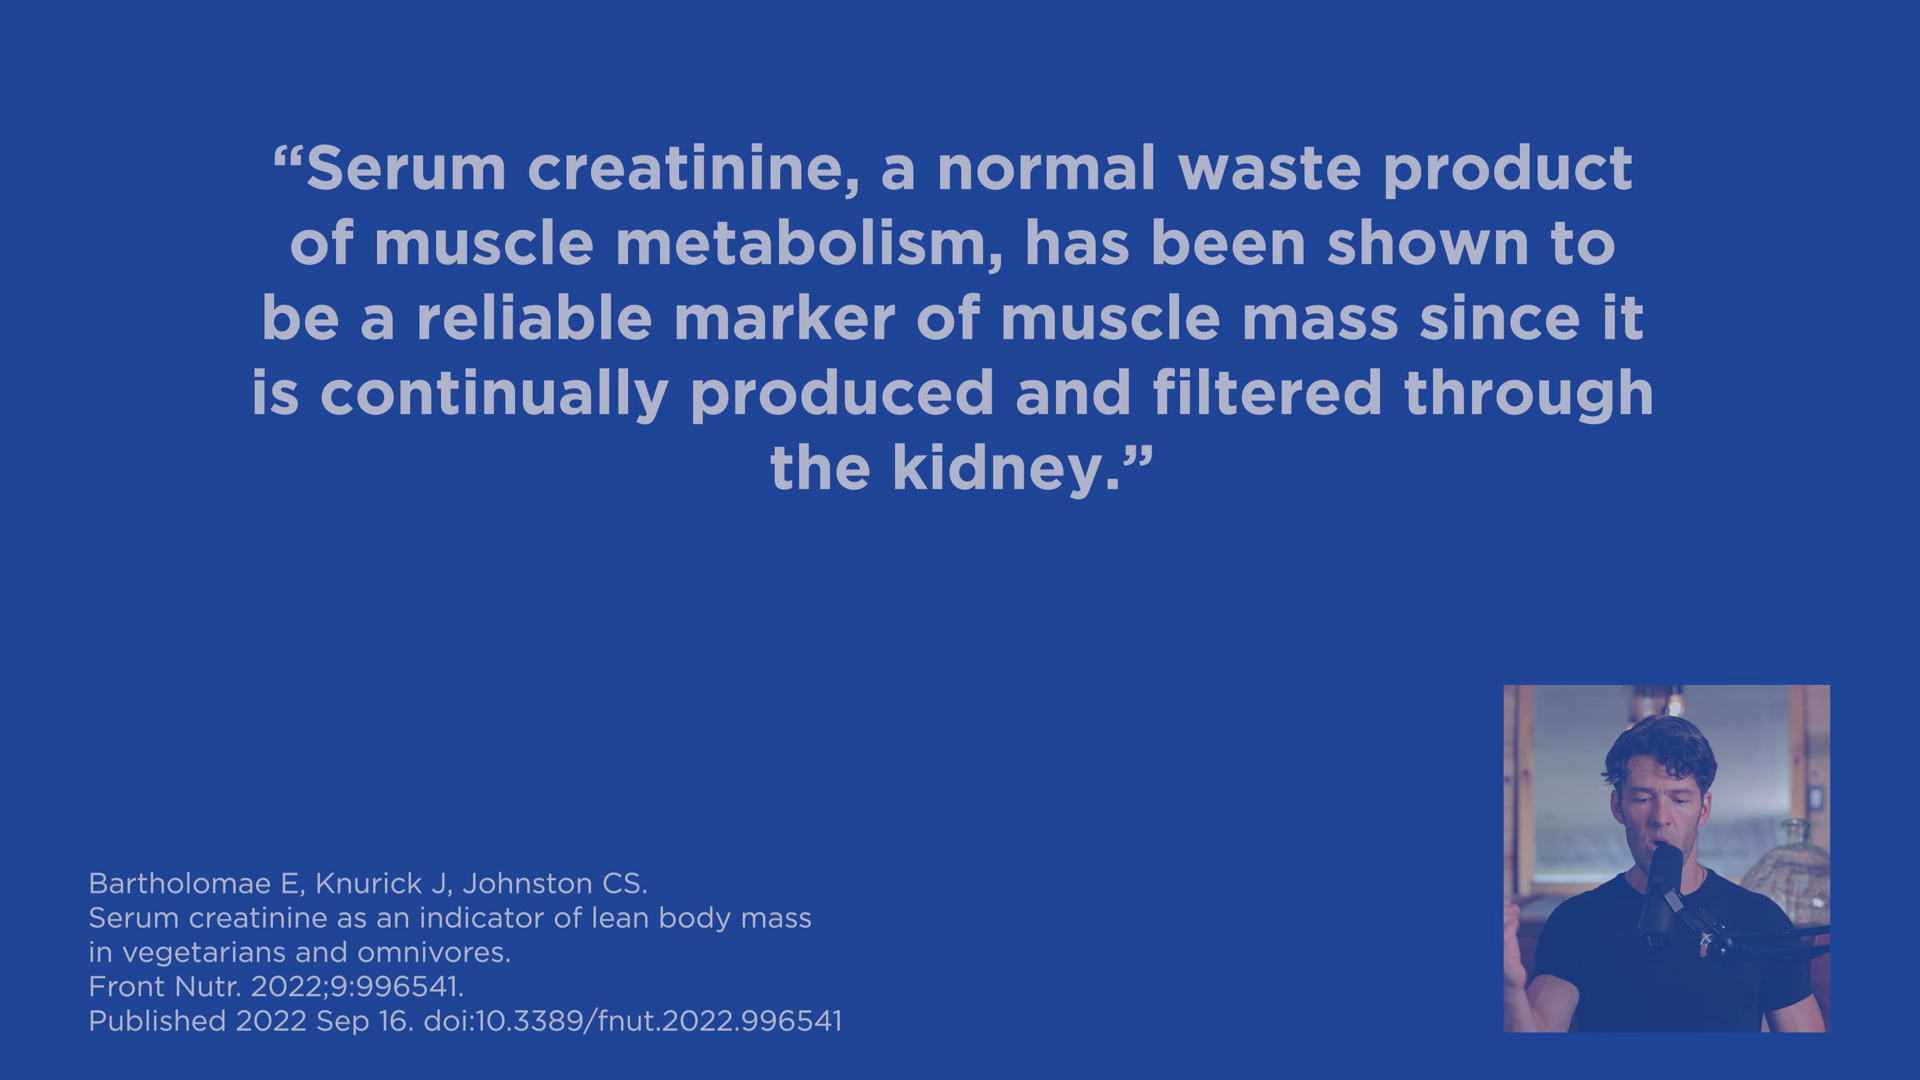 “Serum creatinine, a normal waste product
of muscle metabolism, has been shown to
be a reliable marker of muscle mass since it
is continually produced and filtered through
the kidney.”
Bartholomae E, Knurick J, Johnston CS.
Serum creatinine as an indicator of lean body mass
in vegetarians and omnivores.
Front Nutr. 2022;9:996541.
Published 2022 Sep 16. doi:10.3389/fnut.2022.996541